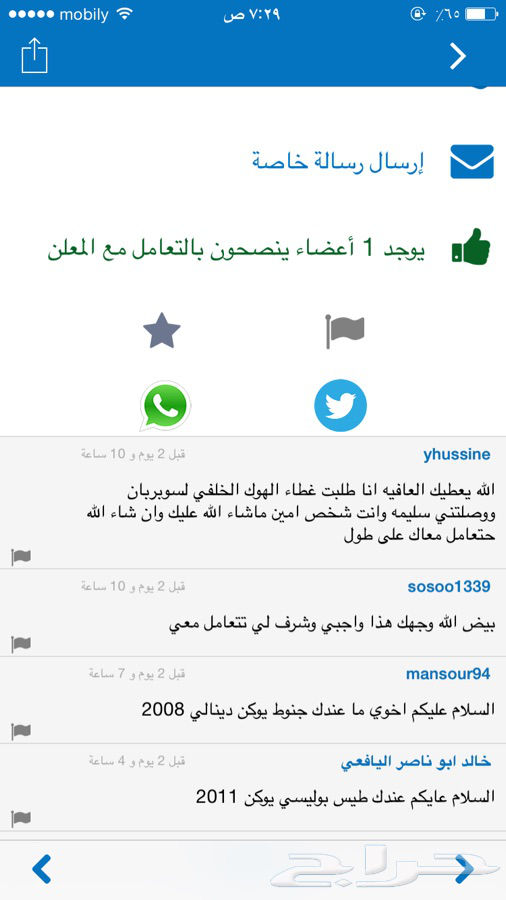 mobily ٧:٢٩ ص ٪٦٥
إرسال رسالة خاصة
يوجد 1 أعضاء ينصحون بالتعامل مع المعلن
yhussine قبل 2 يوم و 10 ساعة
الله يعطيك العافيه انا طلبت غطاء الهوك الخلفي لسوبربان
ووصلتني سليمه وانت شخص امين ماشاء الله عليك وان شاء الله
حتعامل معاك على طول
sosoo1339 قبل 2 يوم و 10 ساعة
بيض الله وجهك هذا واجبي وشرف لي تتعامل معي
mansour94 قبل 2 يوم و 7 ساعة
السلام عليكم اخوي ما عندك جنوط يوكن دينالي 2008
خالد ابو ناصر اليافعي قبل 2 يوم و 4 ساعة
السلام عايكم عندك طيس بوليسي يوكن 2011
حراج